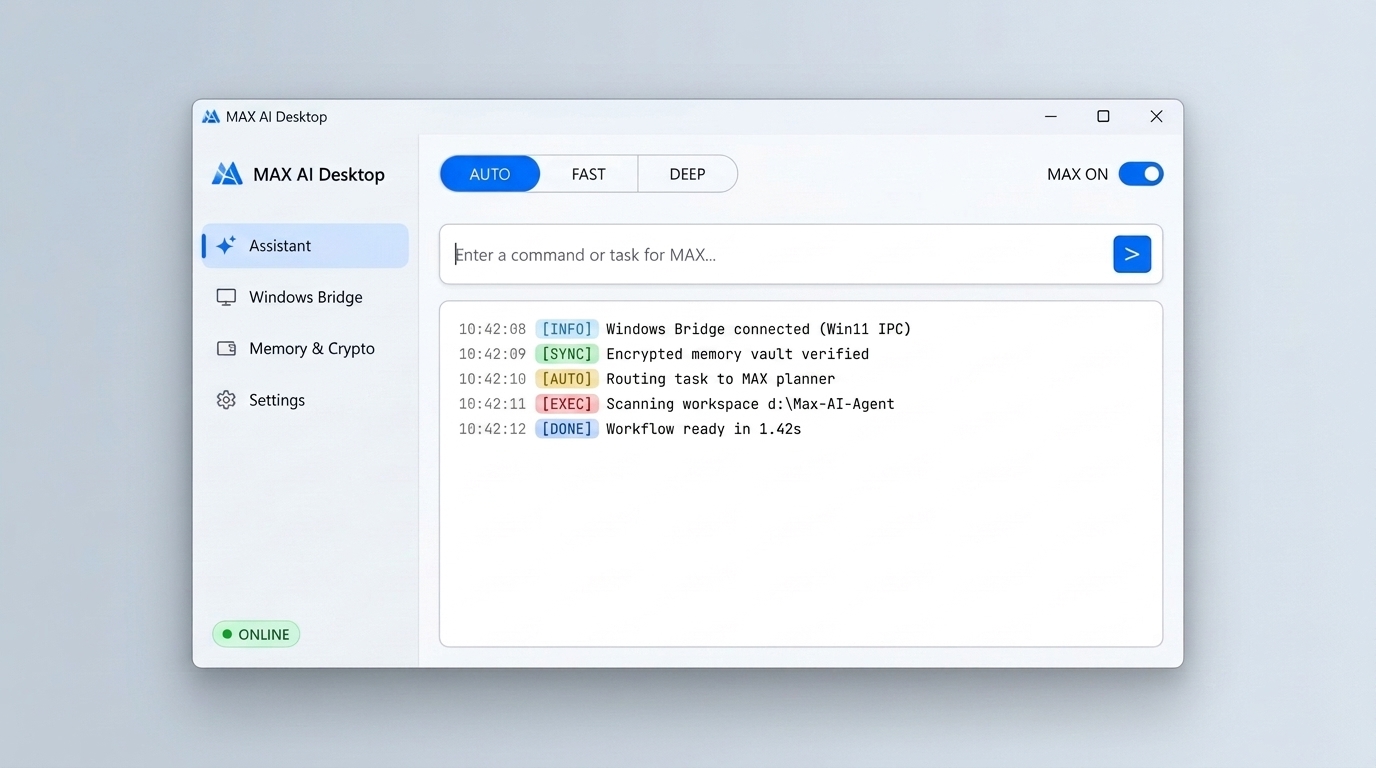 MAX AI Desktop
MAX AI Desktop
AUTO FAST DEEP MAX ON
Assistant
Windows Bridge
Memory & Crypto
Settings
ONLINE
Enter a command or task for MAX...
>
10:42:08 [INFO] Windows Bridge connected (Win11 IPC)
10:42:09 [SYNC] Encrypted memory vault verified
10:42:10 [AUTO] Routing task to MAX planner
10:42:11 [EXEC] Scanning workspace d:\Max-AI-Agent
10:42:12 [DONE] Workflow ready in 1.42s